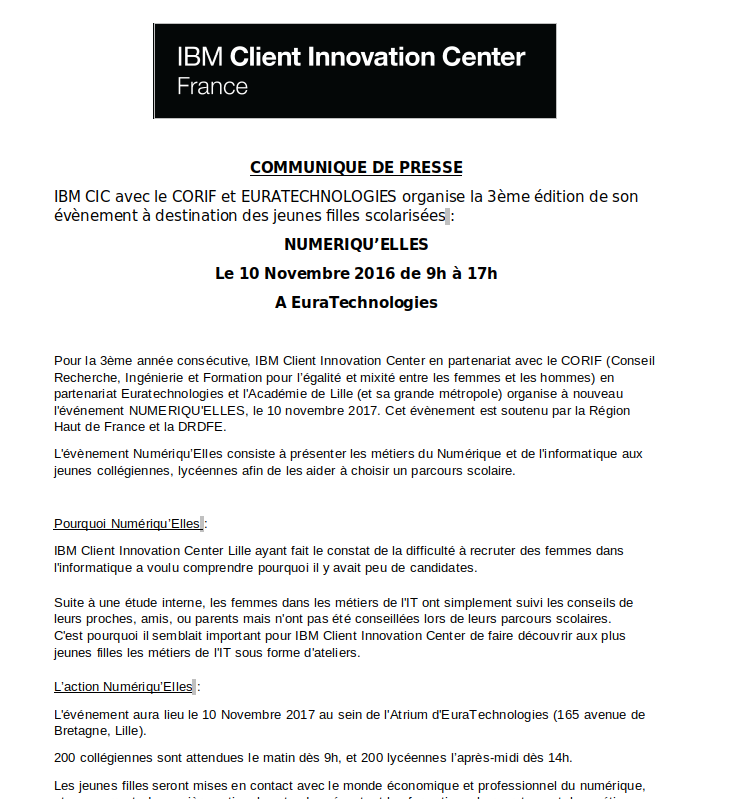 IBM Client Innovation Center
France
COMMUNIQUE DE PRESSE
IBM CIC avec le CORIF et EURATECHNOLOGIES organise la 3ème édition de son
évènement à destination des jeunes filles scolarisées :
NUMERIQU’ELLES
Le 10 Novembre 2016 de 9h à 17h
A EuraTechnologies
Pour la 3ème année consécutive, IBM Client Innovation Center en partenariat avec le CORIF (Conseil
Recherche, Ingénierie et Formation pour l’égalité et mixité entre les femmes et les hommes) en
partenariat Euratechnologies et l'Académie de Lille (et sa grande métropole) organise à nouveau
l'événement NUMERIQU'ELLES, le 10 novembre 2017. Cet évènement est soutenu par la Région
Haut de France et la DRDFE.
L'évènement Numériqu’Elles consiste à présenter les métiers du Numérique et de l'informatique aux
jeunes collégiennes, lycéennes afin de les aider à choisir un parcours scolaire.
Pourquoi Numériqu’Elles :
IBM Client Innovation Center Lille ayant fait le constat de la difficulté à recruter des femmes dans
l'informatique a voulu comprendre pourquoi il y avait peu de candidates.
Suite à une étude interne, les femmes dans les métiers de l'IT ont simplement suivi les conseils de
leurs proches, amis, ou parents mais n'ont pas été conseillées lors de leurs parcours scolaires.
C'est pourquoi il semblait important pour IBM Client Innovation Center de faire découvrir aux plus
jeunes filles les métiers de l'IT sous forme d'ateliers.
L'action Numériqu’Elles :
L'événement aura lieu le 10 Novembre 2017 au sein de l'Atrium d'EuraTechnologies (165 avenue de
Bretagne, Lille).
200 collégiennes sont attendues le matin dès 9h, et 200 lycéennes l’après-midi dès 14h.
Les jeunes filles seront mises en contact avec le monde économique et professionnel du numérique,